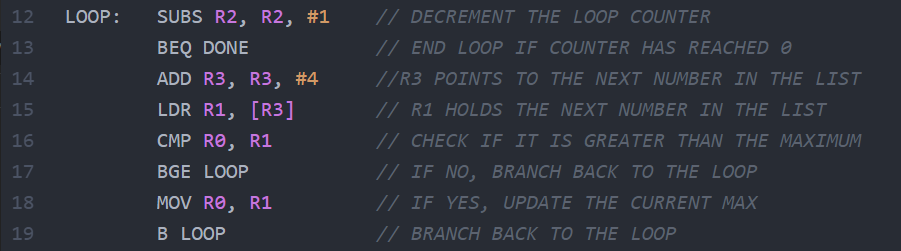 12 LOOP: SUBS R2, R2, #1 // DECREMENT THE LOOP COUNTER
13 BEQ DONE // END LOOP IF COUNTER HAS REACHED 0
14 ADD R3, R3, #4 //R3 POINTS TO THE NEXT NUMBER IN THE LIST
15 LDR R1, [R3] // R1 HOLDS THE NEXT NUMBER IN THE LIST
16 CMP R0, R1 // CHECK IF IT IS GREATER THAN THE MAXIMUM
17 BGE LOOP // IF NO, BRANCH BACK TO THE LOOP
18 MOV R0, R1 // IF YES, UPDATE THE CURRENT MAX
19 B LOOP // BRANCH BACK TO THE LOOP